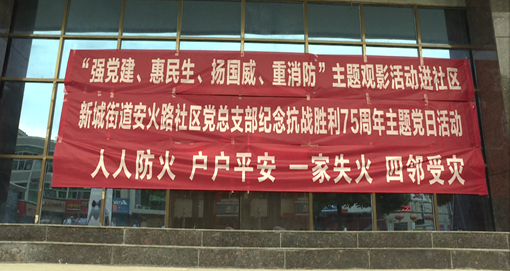 “强党建、惠民生、扬国威、重消防”主题观影活动进社区
新城街道安火路社区党总支部纪念抗战胜利75周年主题党日活动
人人防火 户户平安 一家失火 四邻受灾